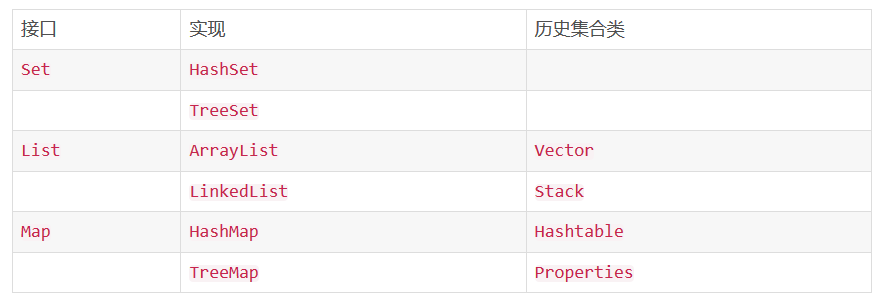 接口 实现 历史集合类
Set HashSet
TreeSet
List ArrayList Vector
LinkedList Stack
Map HashMap Hashtable
TreeMap Properties